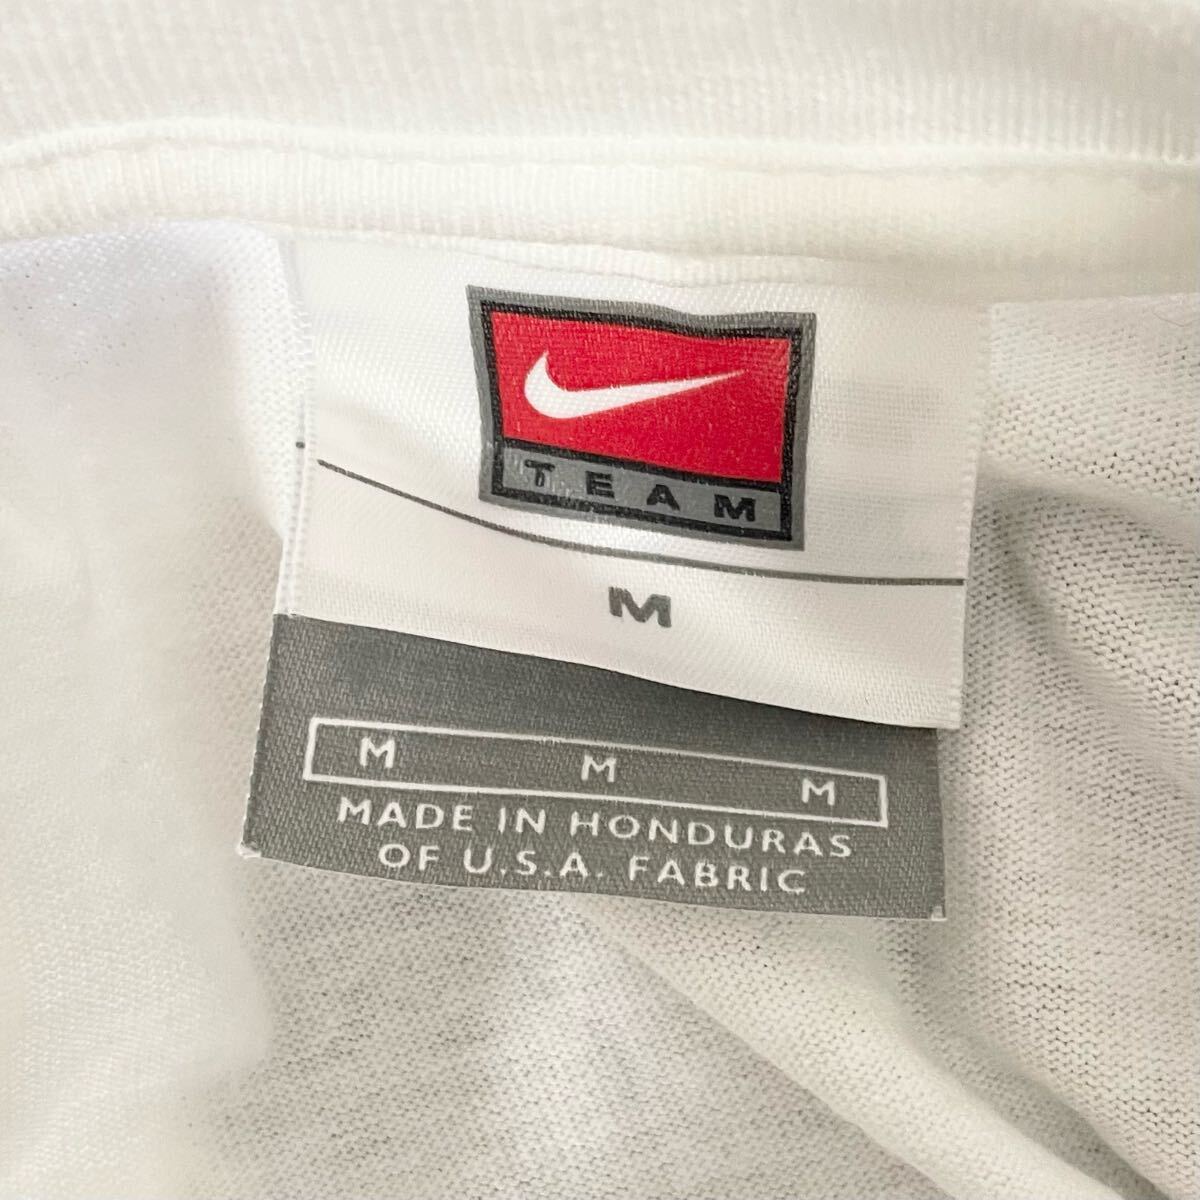 TEAM
M
M M M
MADE IN HONDURAS
OF U.S.A. FABRIC